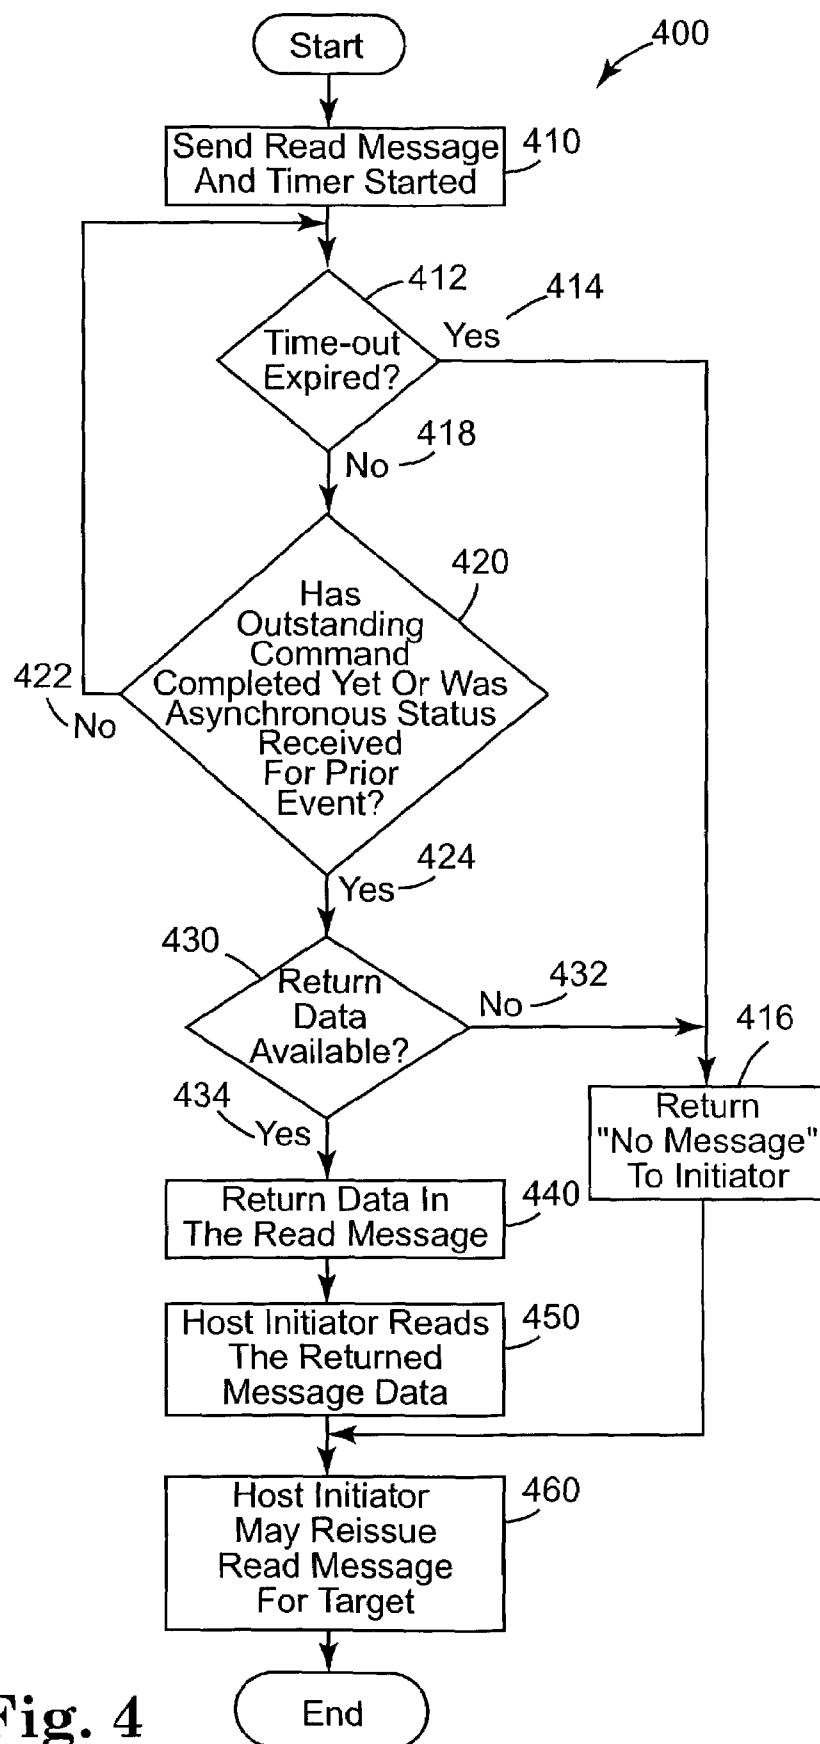 Start
400
Send Read Message
And Timer Started
410
412
414
Time-out
Expired?
Yes
418
No
420
Has
Outstanding
Command
Completed Yet Or Was
Asynchronous Status
Received
For Prior
Event?
422
No
424
Yes
430
Return
Data
Available?
432
No
416
Return
"No Message"
To Initiator
434
Yes
Return Data In
The Read Message
440
Host Initiator Reads
The Returned
Message Data
450
Host Initiator
May Reissue
Read Message
For Target
460
End
Fig. 4